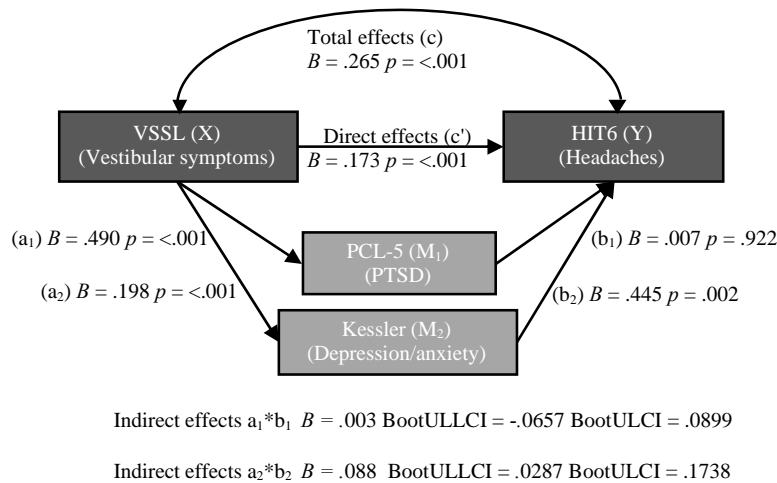 Total effects (c)
B = .265 p = <.001
VSSL (X)
(Vestibular symptoms)
Direct effects (c')
B = .173 p = <.001
HIT6 (Y)
(Headaches)
(a₁) B = .490 p = <.001
(b₁) B = .007 p = .922
PCL-5 (M₁)
(PTSD)
(a₂) B = .198 p = <.001
(b₂) B = .445 p = .002
Kessler (M₂)
(Depression/anxiety)
Indirect effects a₁*b₁ B = .003 BootULLCI = -.0657 BootULCI = .0899
Indirect effects a₂*b₂ B = .088 BootULLCI = .0287 BootULCI = .1738